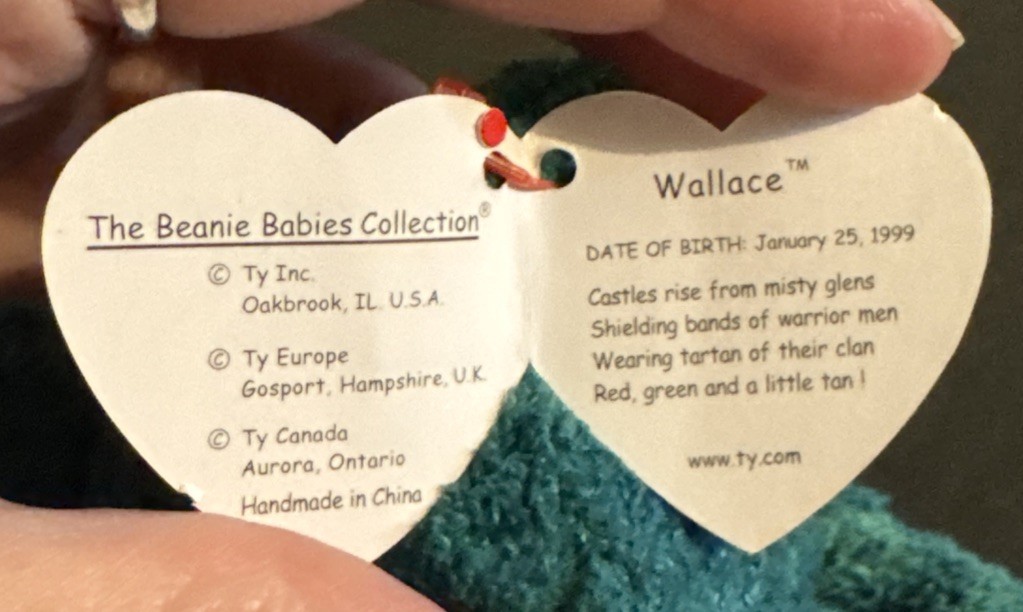 The Beanie Babies Collection®
© Ty Inc.
Oakbrook, IL. U.S.A.
© Ty Europe
Gosport, Hampshire, U.K.
© Ty Canada
Aurora, Ontario
Handmade in China
Wallace™
DATE OF BIRTH: January 25, 1999
Castles rise from misty glens
Shielding bands of warrior men
Wearing tartan of their clan
Red, green and a little tan !
www.ty.com